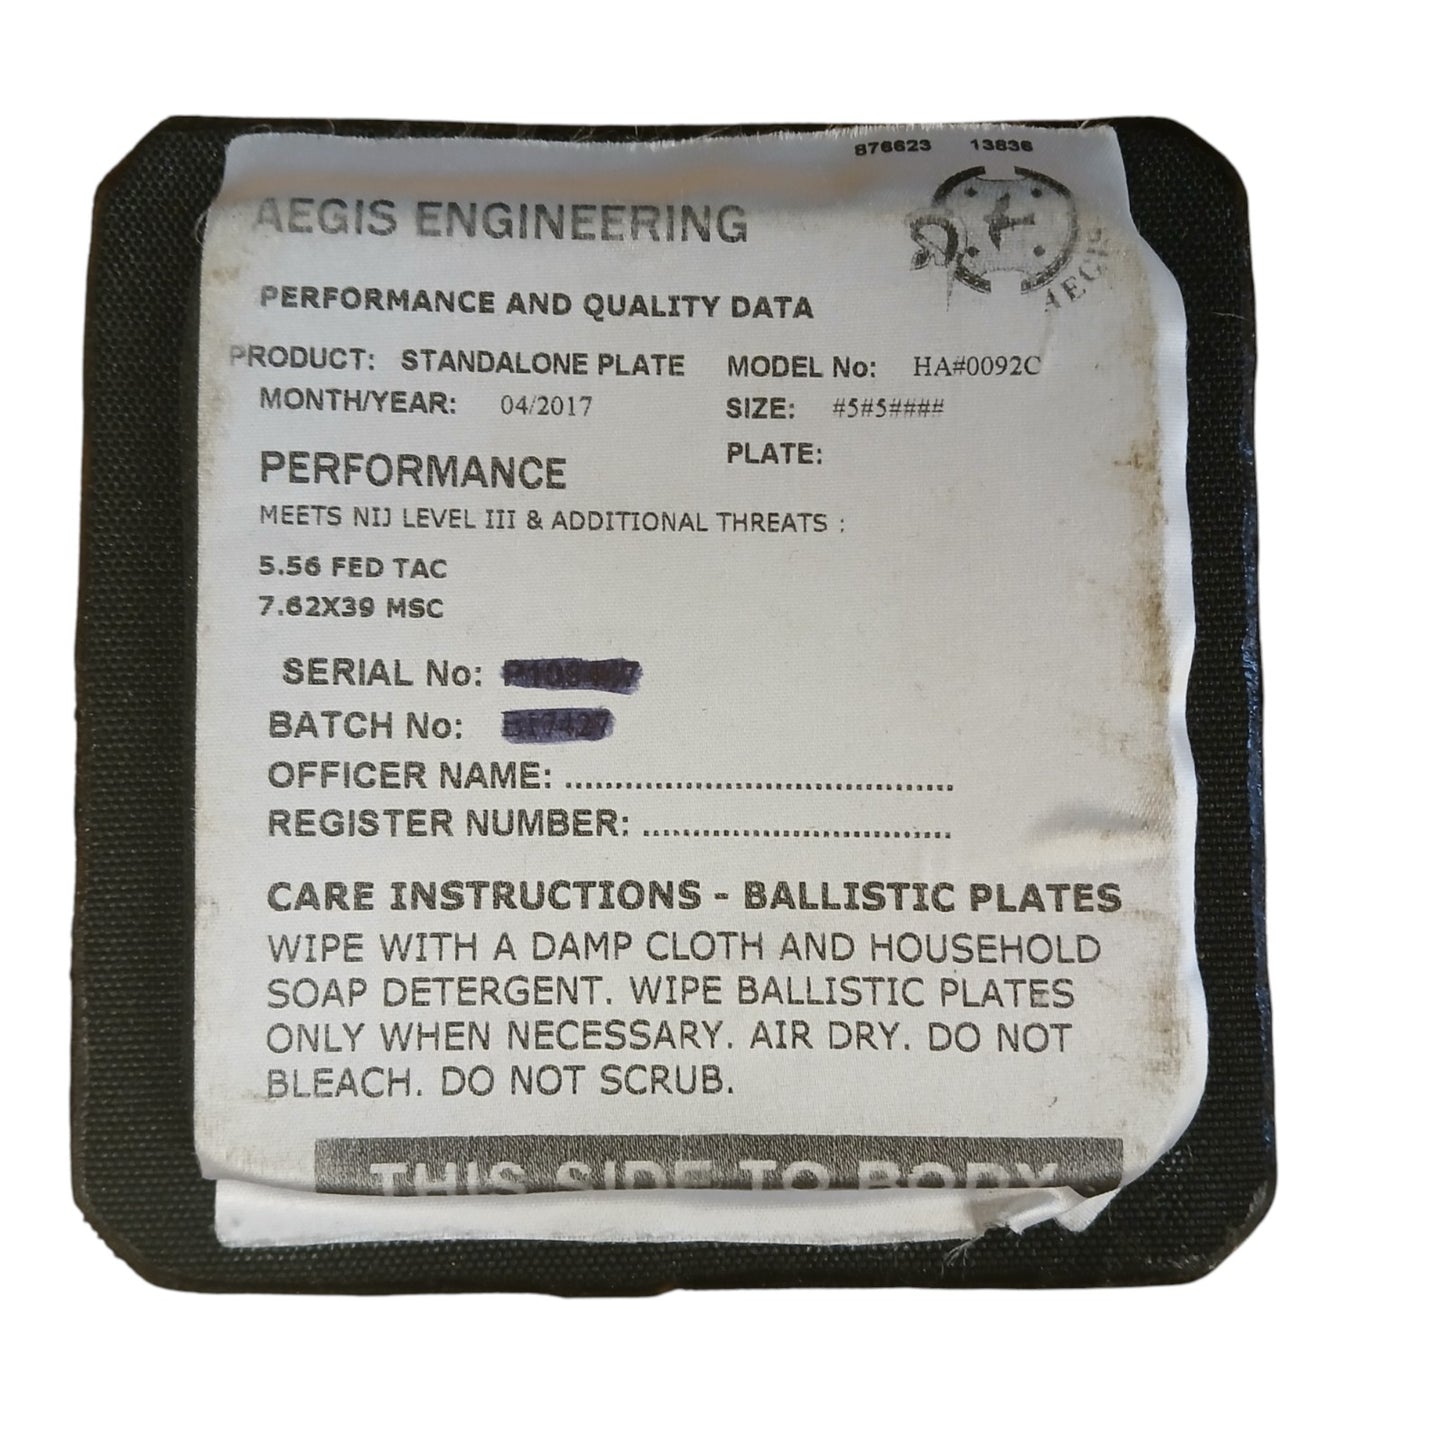 876623 13836
AEGIS ENGINEERING
AEGIS
PERFORMANCE AND QUALITY DATA
PRODUCT: STANDALONE PLATE MODEL No: HA#0092C
MONTH/YEAR: 04/2017 SIZE: #5#5####
PLATE:
PERFORMANCE
MEETS NIJ LEVEL III & ADDITIONAL THREATS :
5.56 FED TAC
7.62X39 MSC
SERIAL No:
BATCH No:
OFFICER NAME: ........................................
REGISTER NUMBER: ................................
CARE INSTRUCTIONS - BALLISTIC PLATES
WIPE WITH A DAMP CLOTH AND HOUSEHOLD
SOAP DETERGENT. WIPE BALLISTIC PLATES
ONLY WHEN NECESSARY. AIR DRY. DO NOT
BLEACH. DO NOT SCRUB.
THIS SIDE TO BODY